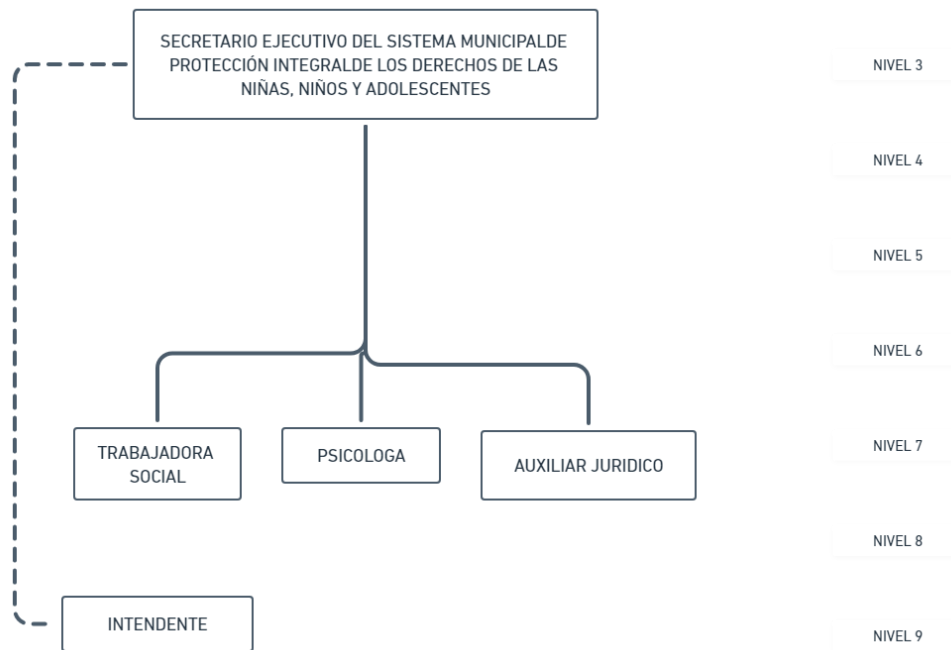 SECRETARIO EJECUTIVO DEL SISTEMA MUNICIPALDE
PROTECCIÓN INTEGRALDE LOS DERECHOS DE LAS
NIÑAS, NIÑOS Y ADOLESCENTES
NIVEL 3
NIVEL 4
NIVEL 5
NIVEL 6
TRABAJADORA
SOCIAL
PSICOLOGA
AUXILIAR JURIDICO
NIVEL 7
NIVEL 8
INTENDENTE
NIVEL 9